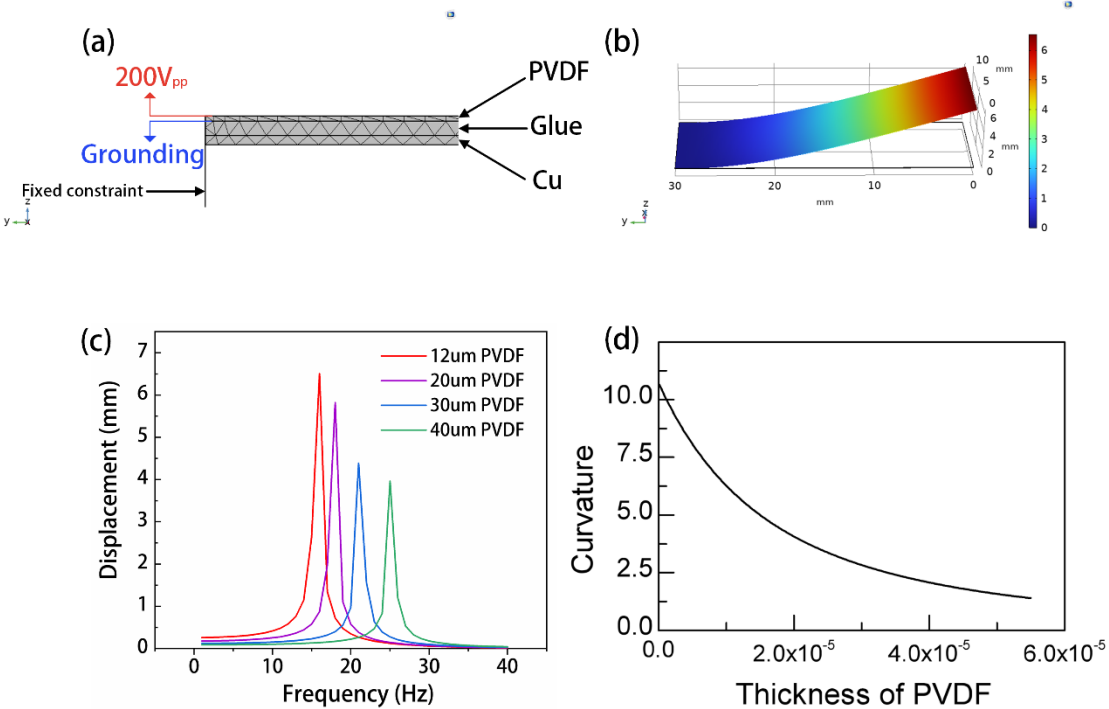 (a)
200Vpp
Grounding
Fixed constraint
PVDF
Glue
Cu
z
y
x
(b)
10
5
mm
0
6
4
mm
2
0
30
20
10
0
mm
6
5
4
3
2
1
0
z
y
x
(c)
7
6
5
4
3
2
1
0
Displacement (mm)
12um PVDF
20um PVDF
30um PVDF
40um PVDF
0
10
20
30
40
Frequency (Hz)
(d)
10.0
7.5
5.0
2.5
0.0
Curvature
0.0
2.0x10⁻⁵
4.0x10⁻⁵
6.0x10⁻⁵
Thickness of PVDF